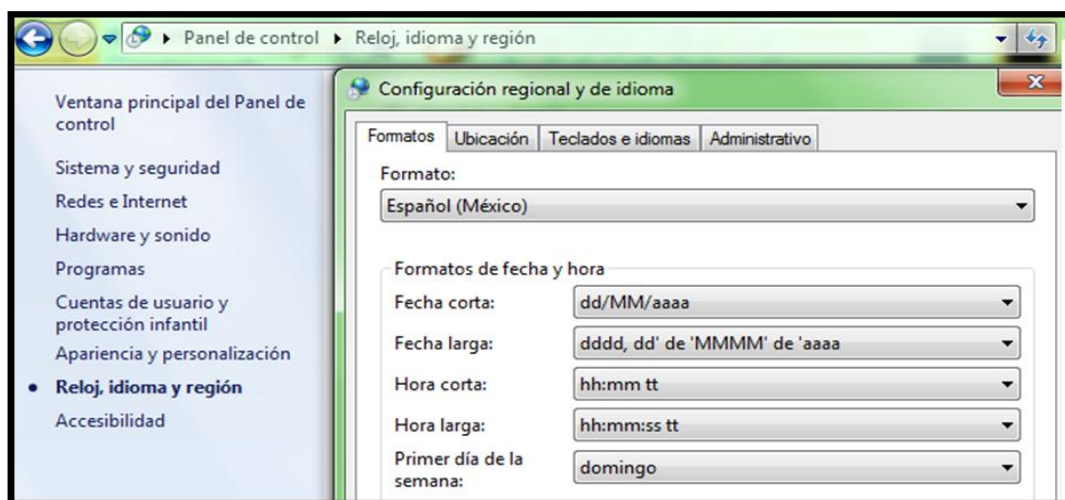 Panel de control Reloj, idioma y región
Ventana principal del Panel de
control
Sistema y seguridad
Redes e Internet
Hardware y sonido
Programas
Cuentas de usuario y
protección infantil
Apariencia y personalización
Reloj, idioma y región
Accesibilidad
Configuración regional y de idioma
Formatos Ubicación Teclados e idiomas Administrativo
Formato:
Español (México)
Formatos de fecha y hora
Fecha corta: dd/MM/aaaa
Fecha larga: dddd, dd' de 'MMMM' de 'aaaa
Hora corta: hh:mm tt
Hora larga: hh:mm:ss tt
Primer día de la
semana: domingo